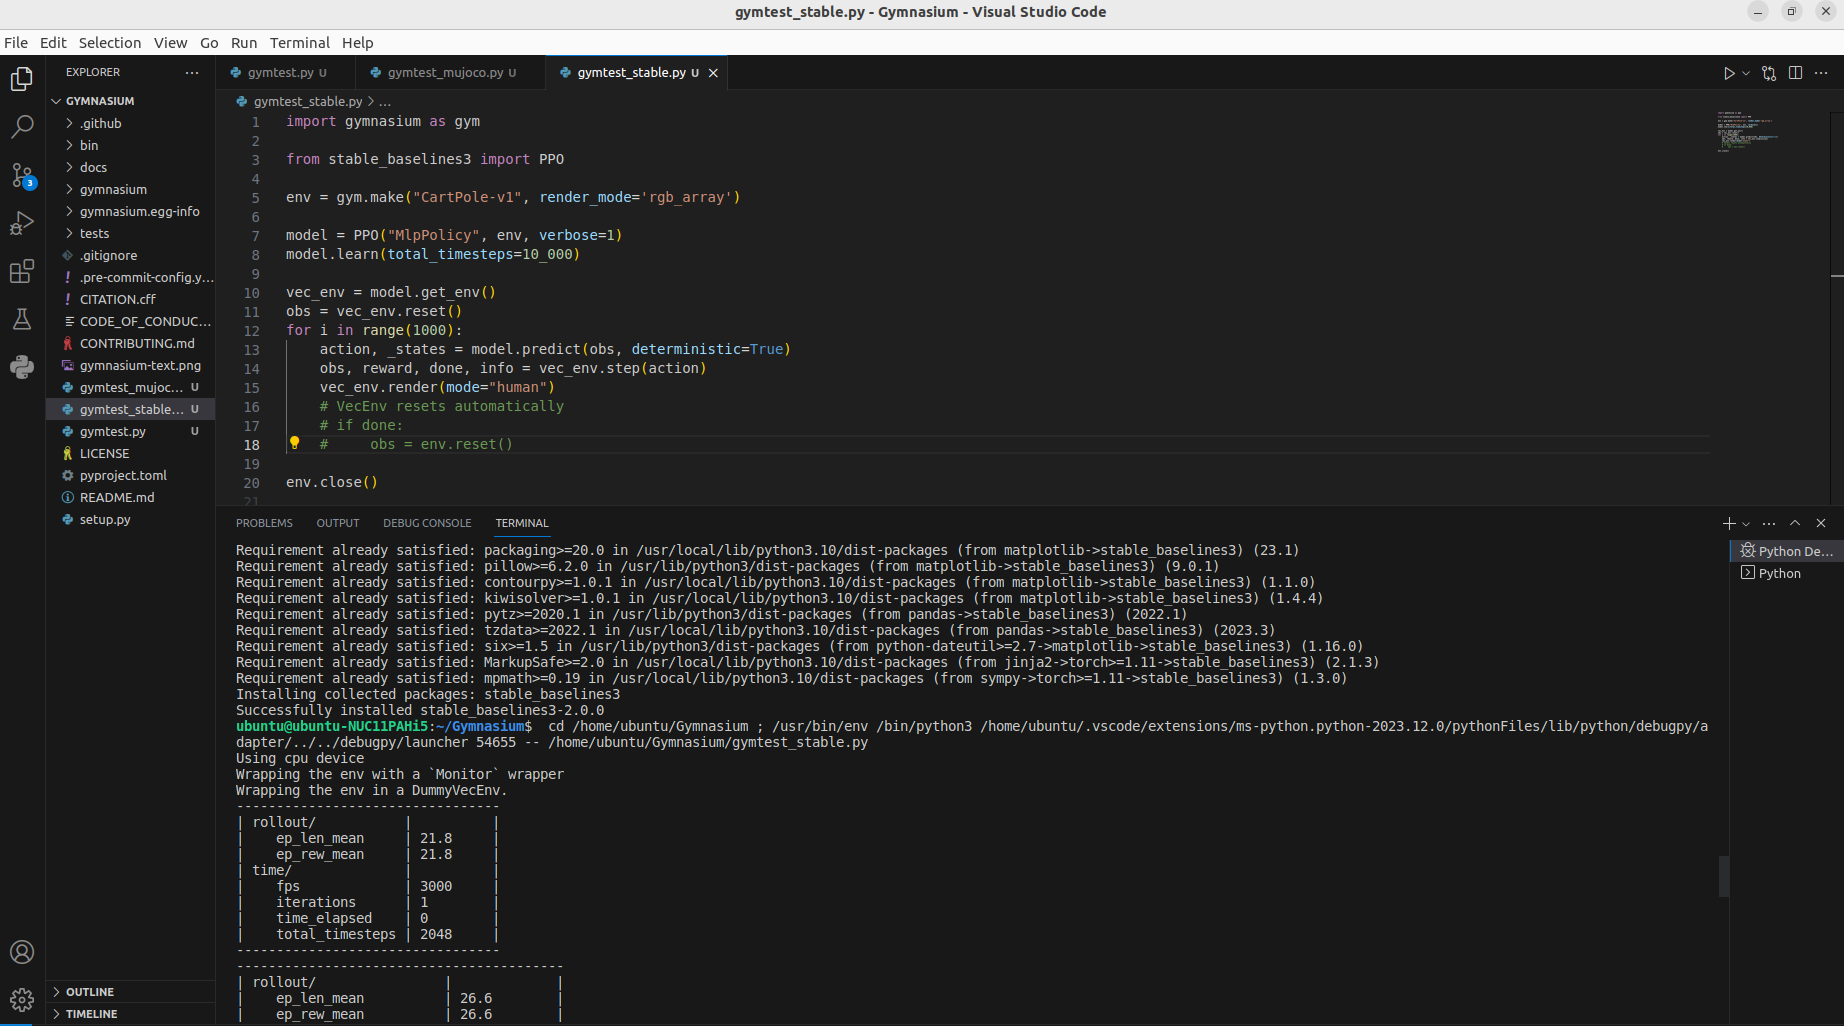 gymtest_stable.py - Gymnasium - Visual Studio Code
File Edit Selection View Go Run Terminal Help
EXPLORER
GYMNASIUM
.github
bin
docs
gymnasium
gymnasium.egg-info
tests
.gitignore
.pre-commit-config.y...
CITATION.cff
CODE_OF_CONDUC...
CONTRIBUTING.md
gymnasium-text.png
gymtest_mujoc... U
gymtest_stable... U
gymtest.py U
LICENSE
pyproject.toml
README.md
setup.py
OUTLINE
TIMELINE
3
gymtest.py U gymtest_mujoco.py U gymtest_stable.py U
gymtest_stable.py > ...
1 import gymnasium as gym
2
3 from stable_baselines3 import PPO
4
5 env = gym.make("CartPole-v1", render_mode='rgb_array')
6
7 model = PPO("MlpPolicy", env, verbose=1)
8 model.learn(total_timesteps=10_000)
9
10 vec_env = model.get_env()
11 obs = vec_env.reset()
12 for i in range(1000):
13 action, _states = model.predict(obs, deterministic=True)
14 obs, reward, done, info = vec_env.step(action)
15 vec_env.render(mode="human")
16 # VecEnv resets automatically
17 # if done:
18 #     obs = env.reset()
19
20 env.close()
21
PROBLEMS OUTPUT DEBUG CONSOLE TERMINAL
Python De...
Python
Requirement already satisfied: packaging>=20.0 in /usr/local/lib/python3.10/dist-packages (from matplotlib->stable_baselines3) (23.1)
Requirement already satisfied: pillow>=6.2.0 in /usr/lib/python3/dist-packages (from matplotlib->stable_baselines3) (9.0.1)
Requirement already satisfied: contourpy>=1.0.1 in /usr/local/lib/python3.10/dist-packages (from matplotlib->stable_baselines3) (1.1.0)
Requirement already satisfied: kiwisolver>=1.0.1 in /usr/local/lib/python3.10/dist-packages (from matplotlib->stable_baselines3) (1.4.4)
Requirement already satisfied: pytz>=2020.1 in /usr/lib/python3/dist-packages (from pandas->stable_baselines3) (2022.1)
Requirement already satisfied: tzdata>=2022.1 in /usr/local/lib/python3.10/dist-packages (from pandas->stable_baselines3) (2023.3)
Requirement already satisfied: six>=1.5 in /usr/lib/python3/dist-packages (from python-dateutil>=2.7->matplotlib->stable_baselines3) (1.16.0)
Requirement already satisfied: MarkupSafe>=2.0 in /usr/local/lib/python3.10/dist-packages (from jinja2->torch>=1.11->stable_baselines3) (2.1.3)
Requirement already satisfied: mpmath>=0.19 in /usr/local/lib/python3.10/dist-packages (from sympy->torch>=1.11->stable_baselines3) (1.3.0)
Installing collected packages: stable_baselines3
Successfully installed stable_baselines3-2.0.0
ubuntu@ubuntu-NUC11PAHi5:~/Gymnasium$  cd /home/ubuntu/Gymnasium ; /usr/bin/env /bin/python3 /home/ubuntu/.vscode/extensions/ms-python.python-2023.12.0/pythonFiles/lib/python/debugpy/a
dapter/../../debugpy/launcher 54655 -- /home/ubuntu/Gymnasium/gymtest_stable.py
Using cpu device
Wrapping the env with a `Monitor` wrapper
Wrapping the env in a DummyVecEnv.
---------------------------------
| rollout/           |          |
|    ep_len_mean     | 21.8     |
|    ep_rew_mean     | 21.8     |
| time/              |          |
|    fps             | 3000     |
|    iterations      | 1        |
|    time_elapsed    | 0        |
|    total_timesteps | 2048     |
---------------------------------
-----------------------------------------
| rollout/                |             |
|    ep_len_mean          | 26.6        |
|    ep_rew_mean          | 26.6        |